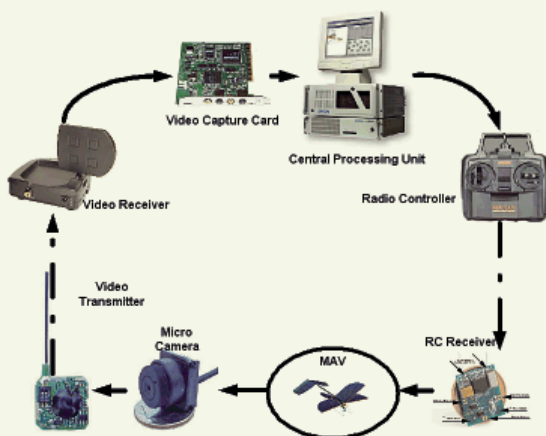 Video Capture Card
Central Processing Unit
Video Receiver
Radio Controller
Video
Transmitter
Micro
Camera
MAV
RC Receiver